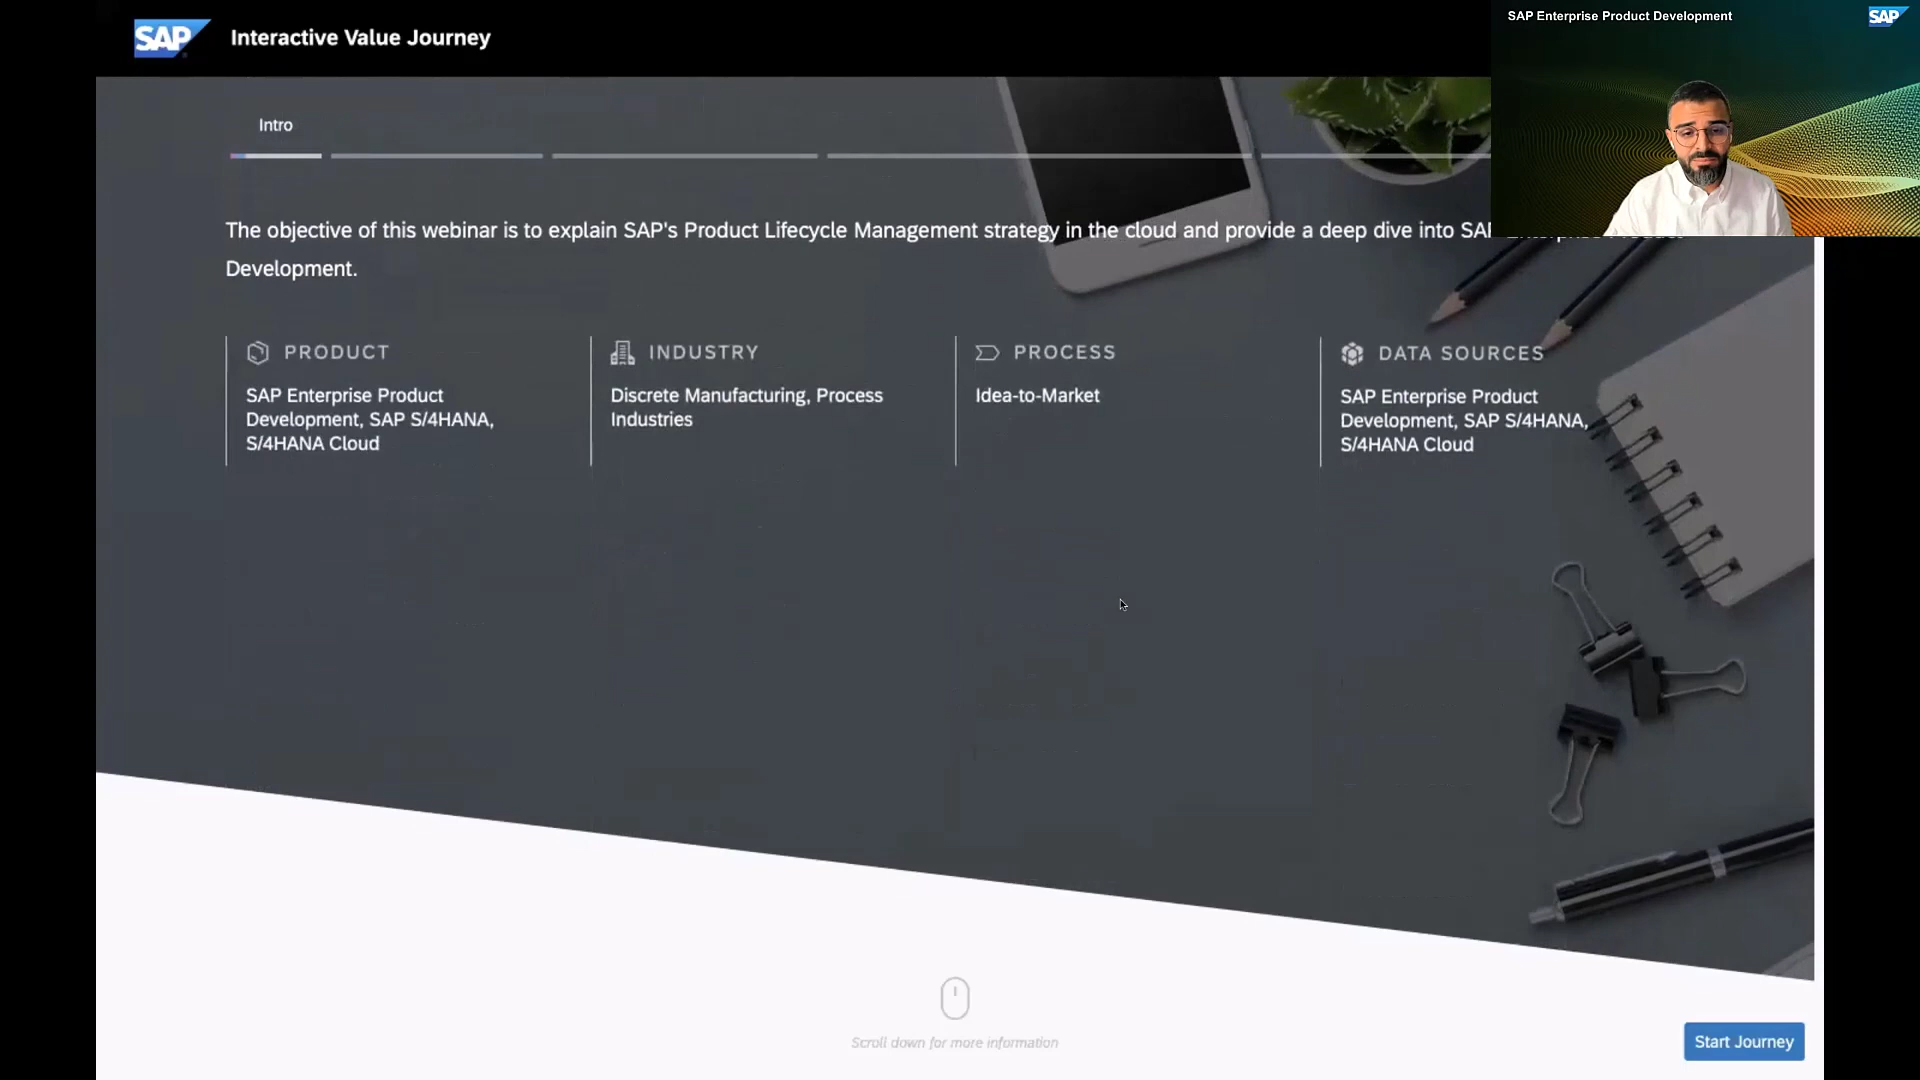 SAP Interactive Value Journey
SAP Enterprise Product Development
SAP
Intro
The objective of this webinar is to explain SAP's Product Lifecycle Management strategy in the cloud and provide a deep dive into
Development.
PRODUCT
SAP Enterprise Product
Development, SAP S/4HANA,
S/4HANA Cloud
INDUSTRY
Discrete Manufacturing, Process
Industries
PROCESS
Idea-to-Market
DATA SOURCES
SAP Enterprise Product
Development, SAP S/4HANA,
S/4HANA Cloud
Scroll down for more information
Start Journey